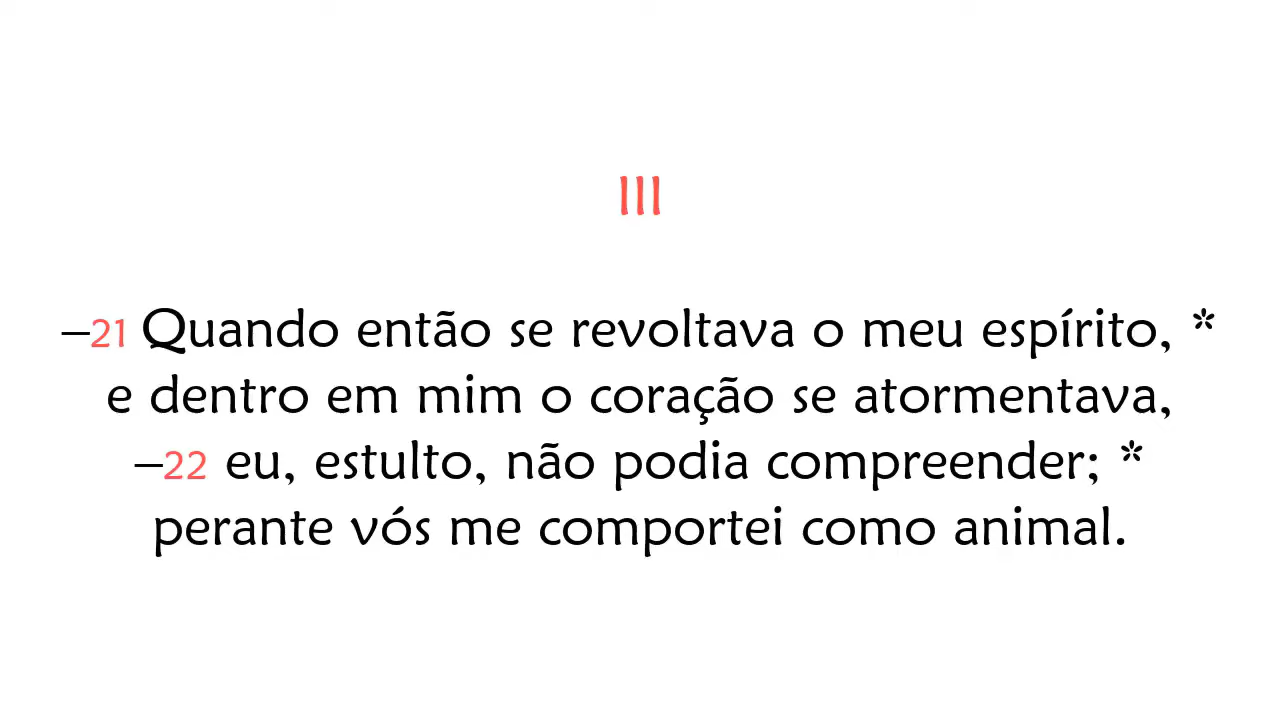 III
–21 Quando então se revoltava o meu espírito, *
e dentro em mim o coração se atormentava,
–22 eu, estulto, não podia compreender; *
perante vós me comportei como animal.